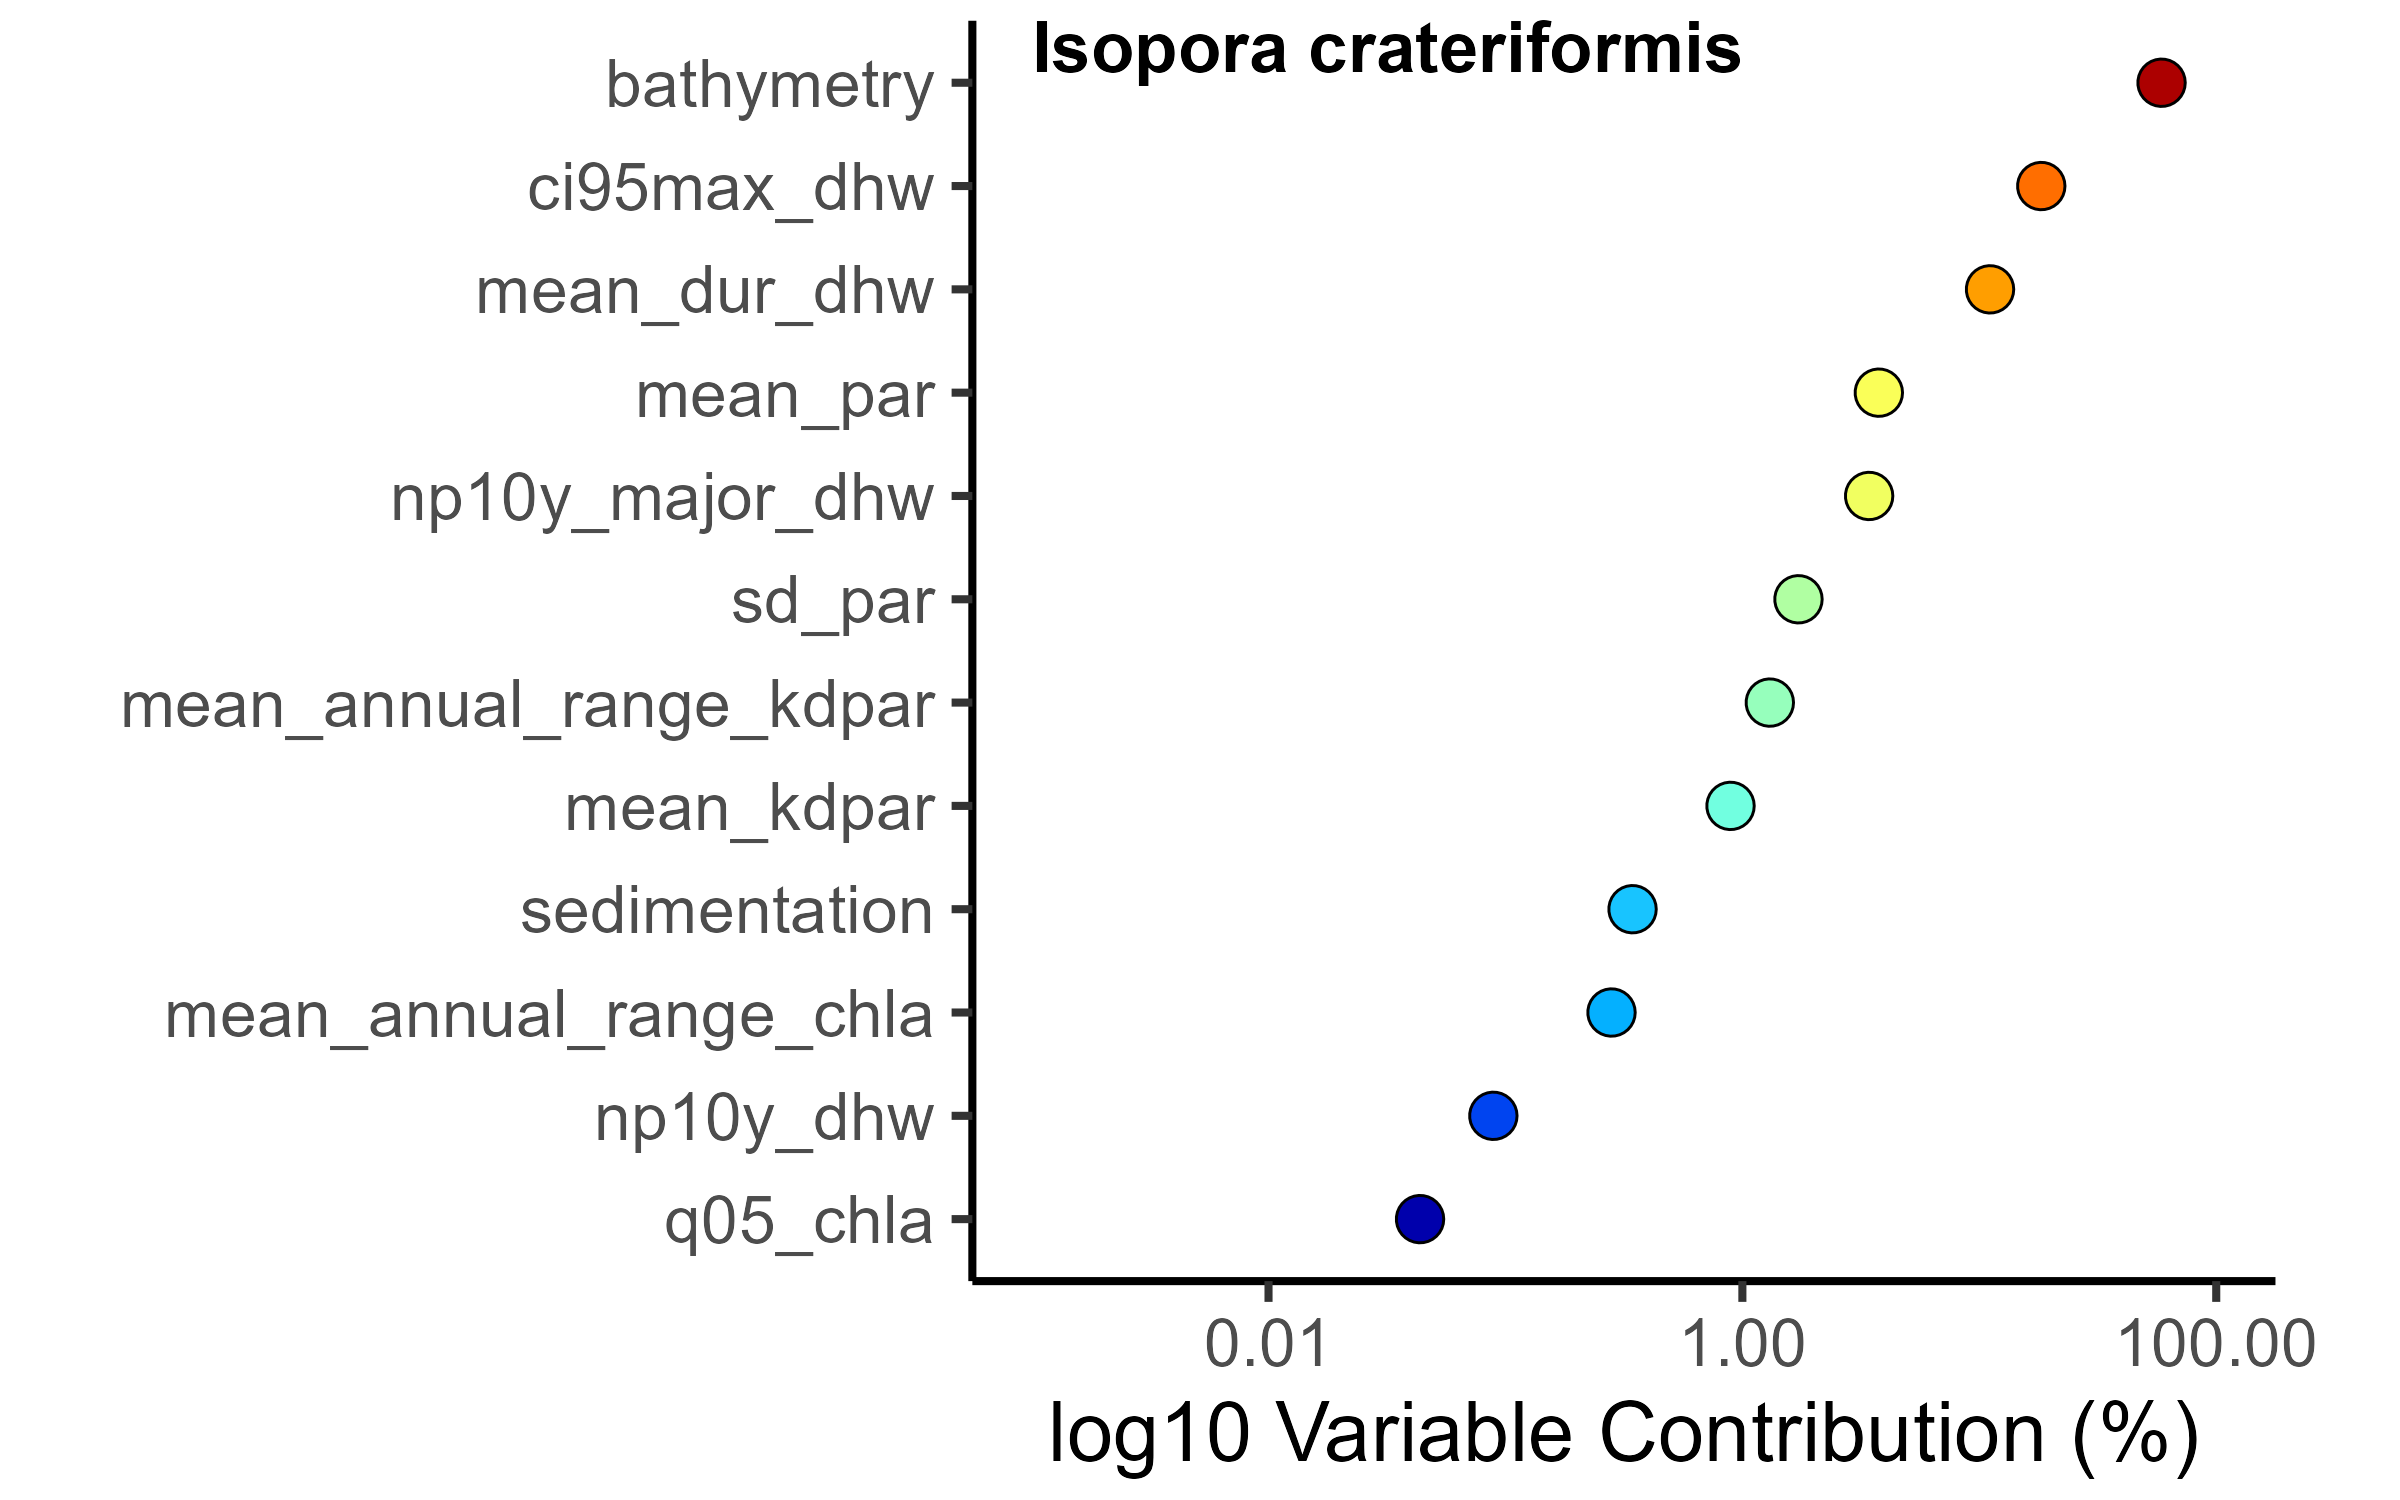 Isopora crateriformis
bathymetry
ci95max_dhw
mean_dur_dhw
mean_par
np10y_major_dhw
sd_par
mean_annual_range_kdpar
mean_kdpar
sedimentation
mean_annual_range_chla
np10y_dhw
q05_chla
0.01 1.00 100.00
log10 Variable Contribution (%)